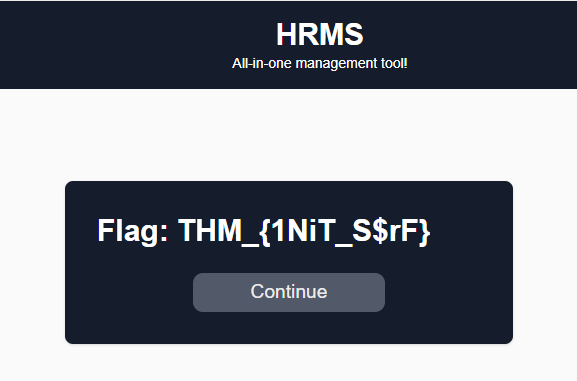 HRMS
All-in-one management tool!
Flag: THM_{1NiT_S$rF}
Continue